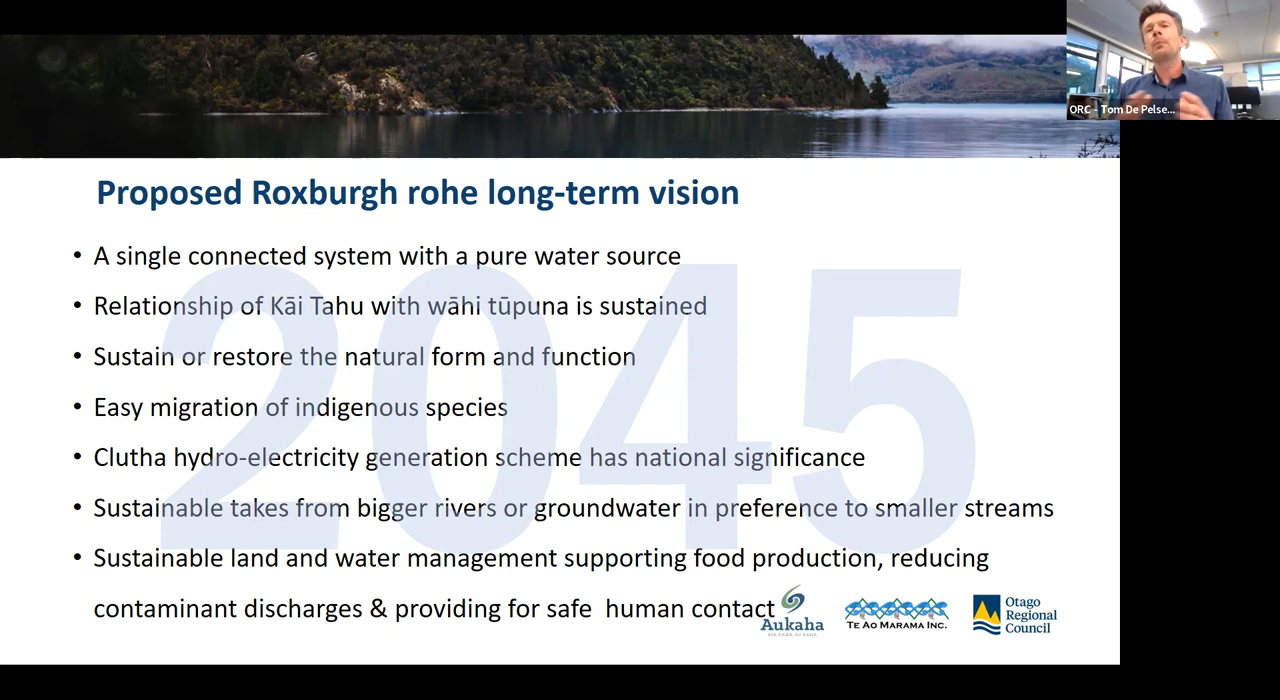 ORC - Tom De Pelse...
Proposed Roxburgh rohe long-term vision
2045
• A single connected system with a pure water source
• Relationship of Kāi Tahu with wāhi tūpuna is sustained
• Sustain or restore the natural form and function
• Easy migration of indigenous species
• Clutha hydro-electricity generation scheme has national significance
• Sustainable takes from bigger rivers or groundwater in preference to smaller streams
• Sustainable land and water management supporting food production, reducing
contaminant discharges & providing for safe human contact
Aukaha
TE AO MARAMA INC.
Otago
Regional
Council